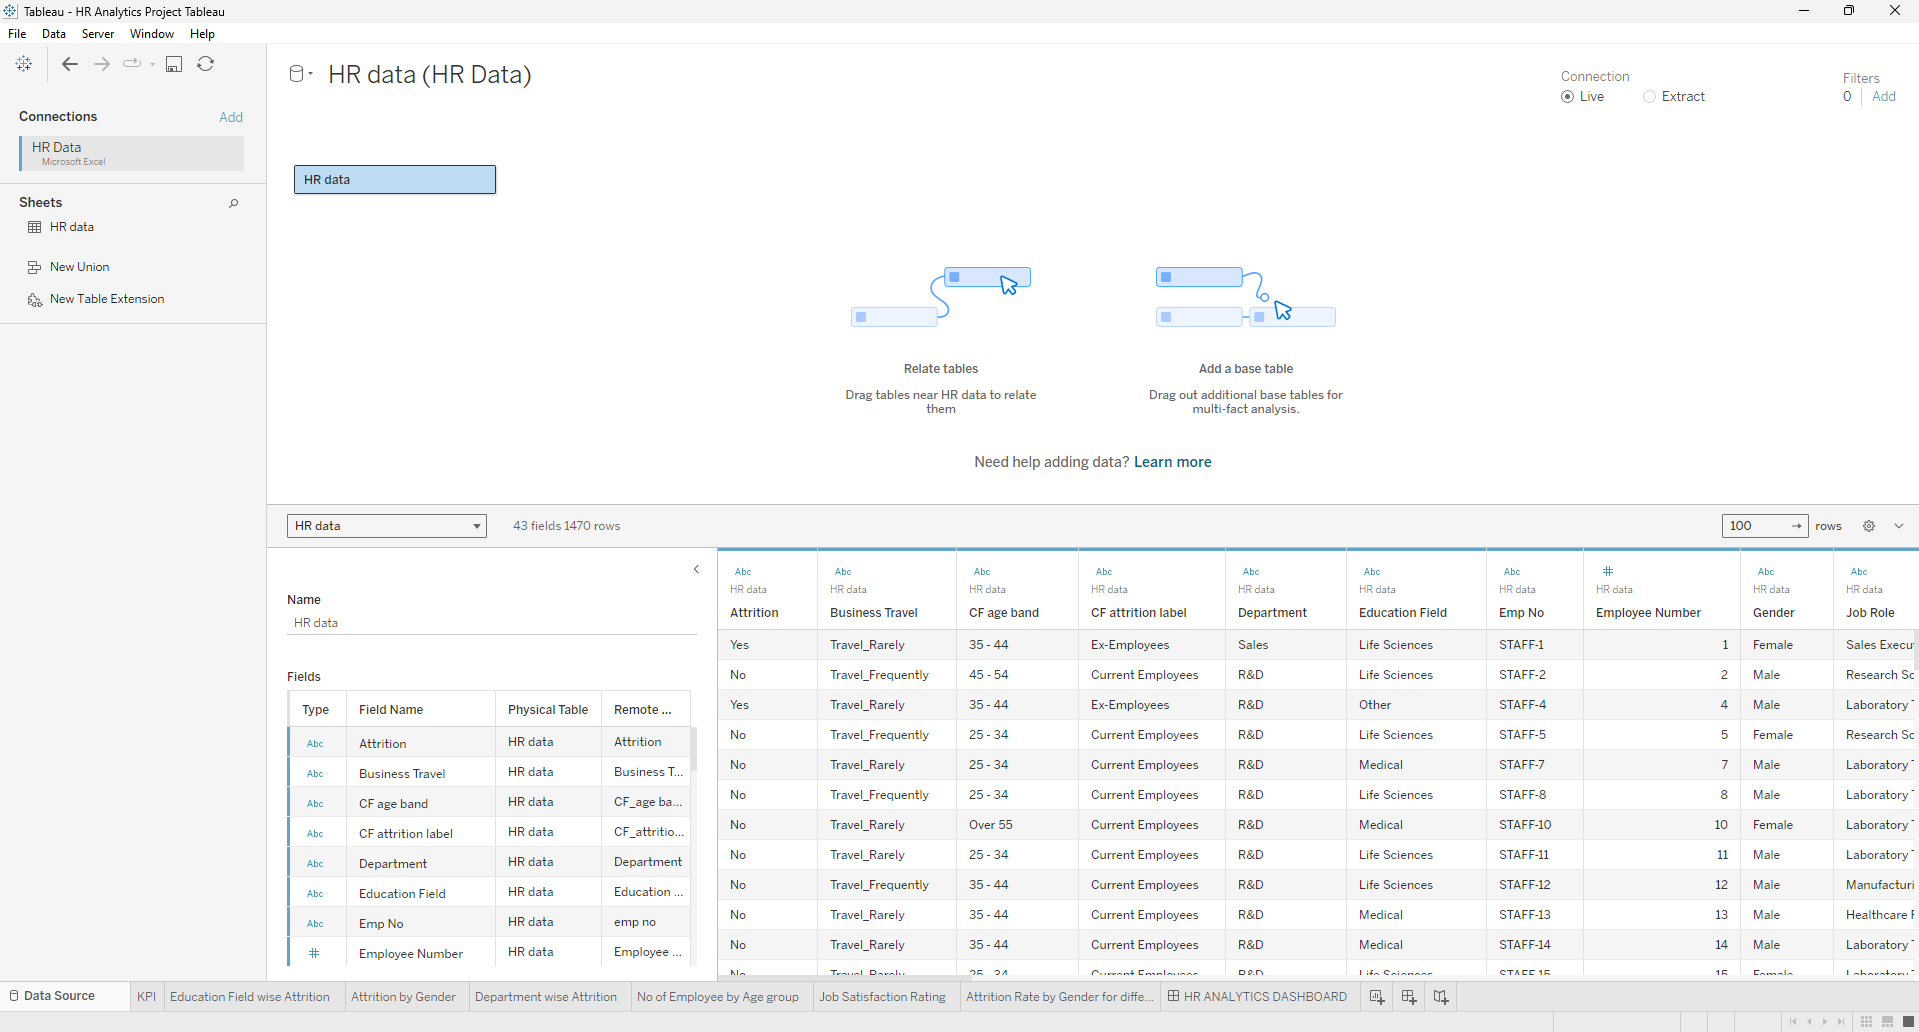 Tableau - HR Analytics Project Tableau
File Data Server Window Help
HR data (HR Data)
Connection
Live Extract
Filters
0 Add
Connections Add
HR Data
Microsoft Excel
Sheets
HR data
New Union
New Table Extension
HR data
Relate tables
Drag tables near HR data to relate
them
Add a base table
Drag out additional base tables for
multi-fact analysis.
Need help adding data? Learn more
HR data 43 fields 1470 rows 100 rows
Name
HR data
Fields
Type Field Name Physical Table Remote ...
Abc Attrition HR data Attrition
Abc Business Travel HR data Business T...
Abc CF age band HR data CF_age ba...
Abc CF attrition label HR data CF_attritio...
Abc Department HR data Department
Abc Education Field HR data Education ...
Abc Emp No HR data emp no
# Employee Number HR data Employee ...
Abc Abc Abc Abc Abc Abc Abc # Abc Abc
HR data HR data HR data HR data HR data HR data HR data HR data HR data HR data
Attrition Business Travel CF age band CF attrition label Department Education Field Emp No Employee Number Gender Job Role
Yes Travel_Rarely 35 - 44 Ex-Employees Sales Life Sciences STAFF-1 1 Female Sales Execu
No Travel_Frequently 45 - 54 Current Employees R&D Life Sciences STAFF-2 2 Male Research Sc
Yes Travel_Rarely 35 - 44 Ex-Employees R&D Other STAFF-4 4 Male Laboratory
No Travel_Frequently 25 - 34 Current Employees R&D Life Sciences STAFF-5 5 Female Research Sc
No Travel_Rarely 25 - 34 Current Employees R&D Medical STAFF-7 7 Male Laboratory
No Travel_Frequently 25 - 34 Current Employees R&D Life Sciences STAFF-8 8 Male Laboratory
No Travel_Rarely Over 55 Current Employees R&D Medical STAFF-10 10 Female Laboratory
No Travel_Rarely 25 - 34 Current Employees R&D Life Sciences STAFF-11 11 Male Laboratory
No Travel_Frequently 35 - 44 Current Employees R&D Life Sciences STAFF-12 12 Male Manufacturi
No Travel_Rarely 35 - 44 Current Employees R&D Medical STAFF-13 13 Male Healthcare
No Travel_Rarely 35 - 44 Current Employees R&D Medical STAFF-14 14 Male Laboratory
No Travel_Rarely 25 - 34 Current Employees R&D Life Sciences STAFF-15 15 Female Laboratory
Data Source KPI Education Field wise Attrition Attrition by Gender Department wise Attrition No of Employee by Age group Job Satisfaction Rating Attrition Rate by Gender for diffe... HR ANALYTICS DASHBOARD